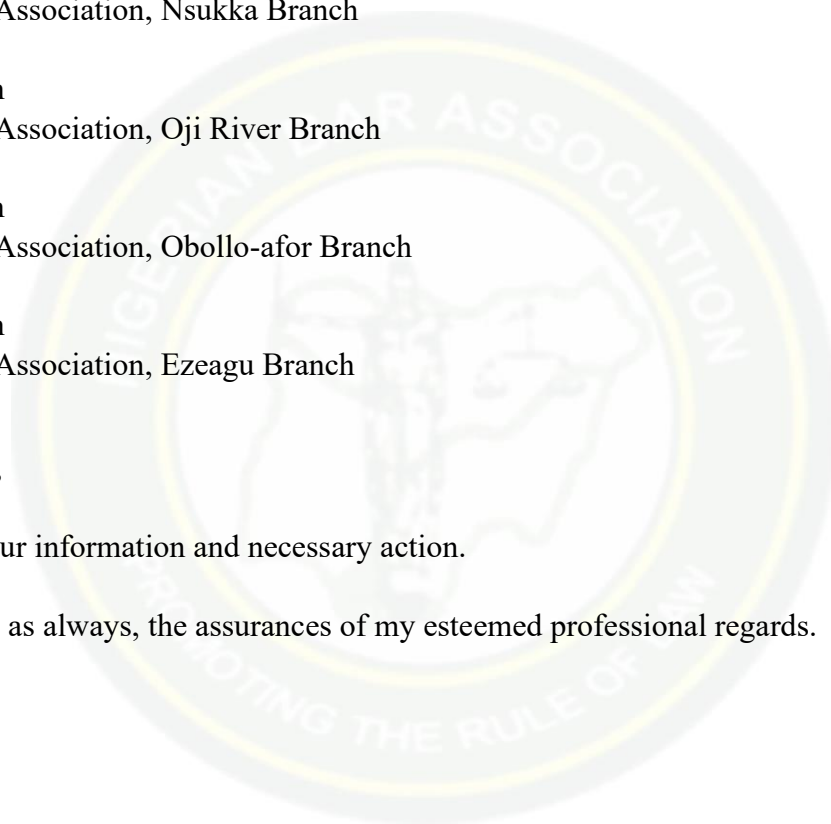 Association, Nsukka Branch
n
Association, Oji River Branch
n
Association, Obollo-afor Branch
n
Association, Ezeagu Branch
,
ur information and necessary action.
as always, the assurances of my esteemed professional regards.
NIGERIAN BAR ASSOCIATION
PROMOTING THE RULE OF LAW